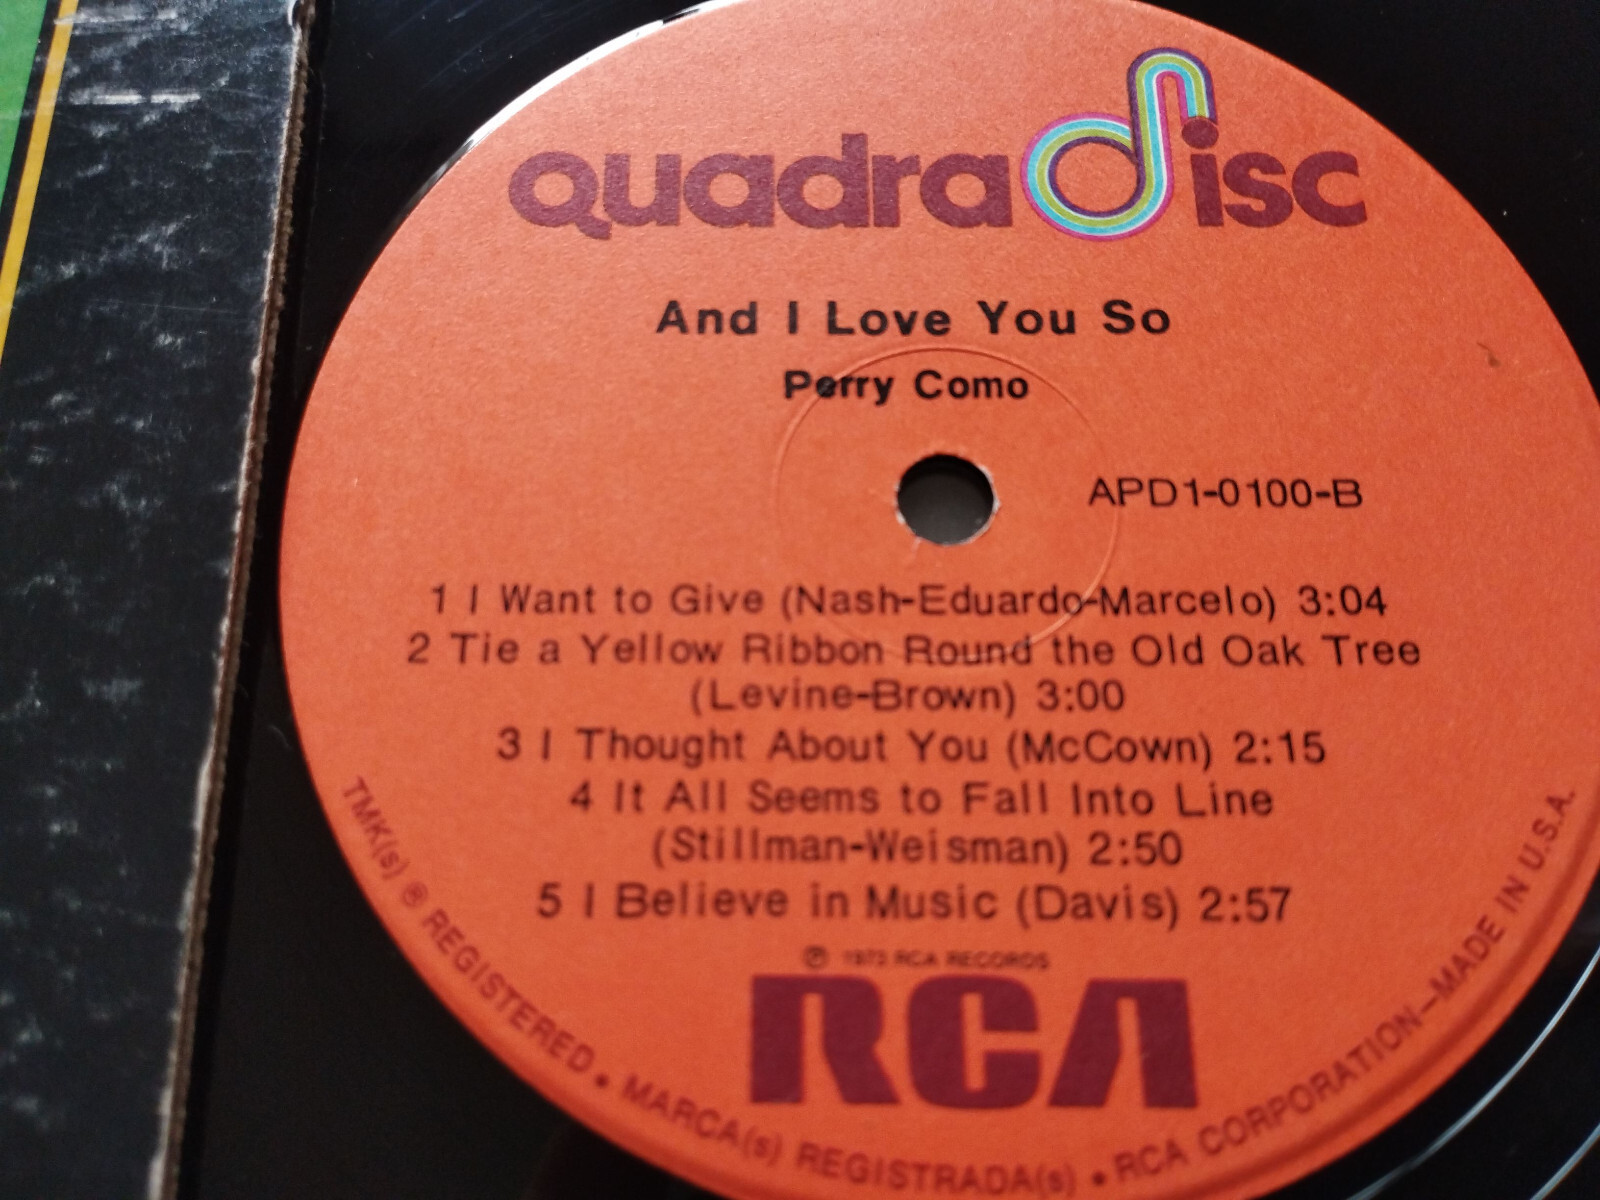 quadradisc
And I Love You So
Perry Como
APD1-0100-B
1 I Want to Give (Nash-Eduardo-Marcelo) 3:04
2 Tie a Yellow Ribbon Round the Old Oak Tree
(Levine-Brown) 3:00
3 I Thought About You (McCown) 2:15
4 It All Seems to Fall Into Line
(Stillman-Weisman) 2:50
5 I Believe in Music (Davis) 2:57
℗ 1973 RCA RECORDS
RCA
TMK(s) ® REGISTERED • MARCA(s) REGISTRADA(s) • RCA CORPORATION—MADE IN U.S.A.